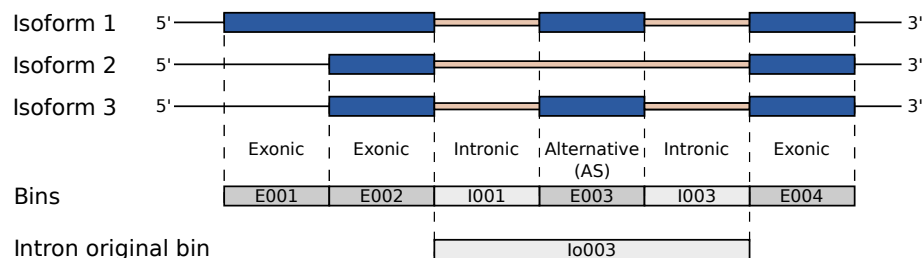 Isoform 1 5' 3'
Isoform 2 5' 3'
Isoform 3 5' 3'
Exonic Exonic Intronic Alternative Intronic Exonic
(AS)
Bins E001 E002 I001 E003 I003 E004
Intron original bin Io003